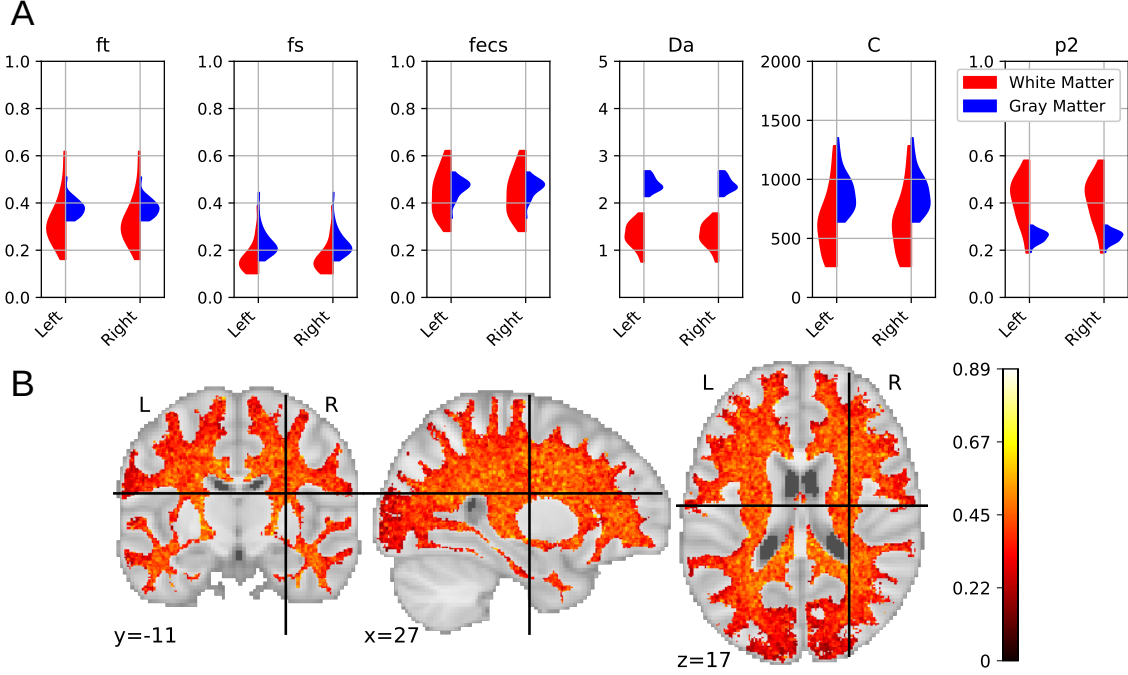 A
ft
fs
fecs
Da
C
p2
1.0
0.8
0.6
0.4
0.2
0.0
Left
Right
1.0
0.8
0.6
0.4
0.2
0.0
Left
Right
1.0
0.8
0.6
0.4
0.2
0.0
Left
Right
5
4
3
2
1
Left
Right
2000
1500
1000
500
0
Left
Right
1.0
0.6
0.4
0.2
0.0
Left
Right
White Matter
Gray Matter
B
L
R
y=-11
x=27
L
R
z=17
0.89
0.67
0.45
0.22
0